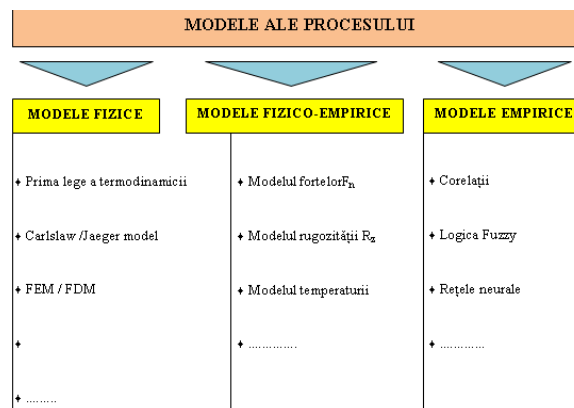 MODELE ALE PROCESULUI
MODELE FIZICE
Prima lege a termodinamicii
Carlslaw /Jaeger model
FEM / FDM
.........
MODELE FIZICO-EMPIRICE
Modelul fortelorFn
Modelul rugozității Rz
Modelul temperaturii
..............
MODELE EMPIRICE
Corelații
Logica Fuzzy
Rețele neurale
.............